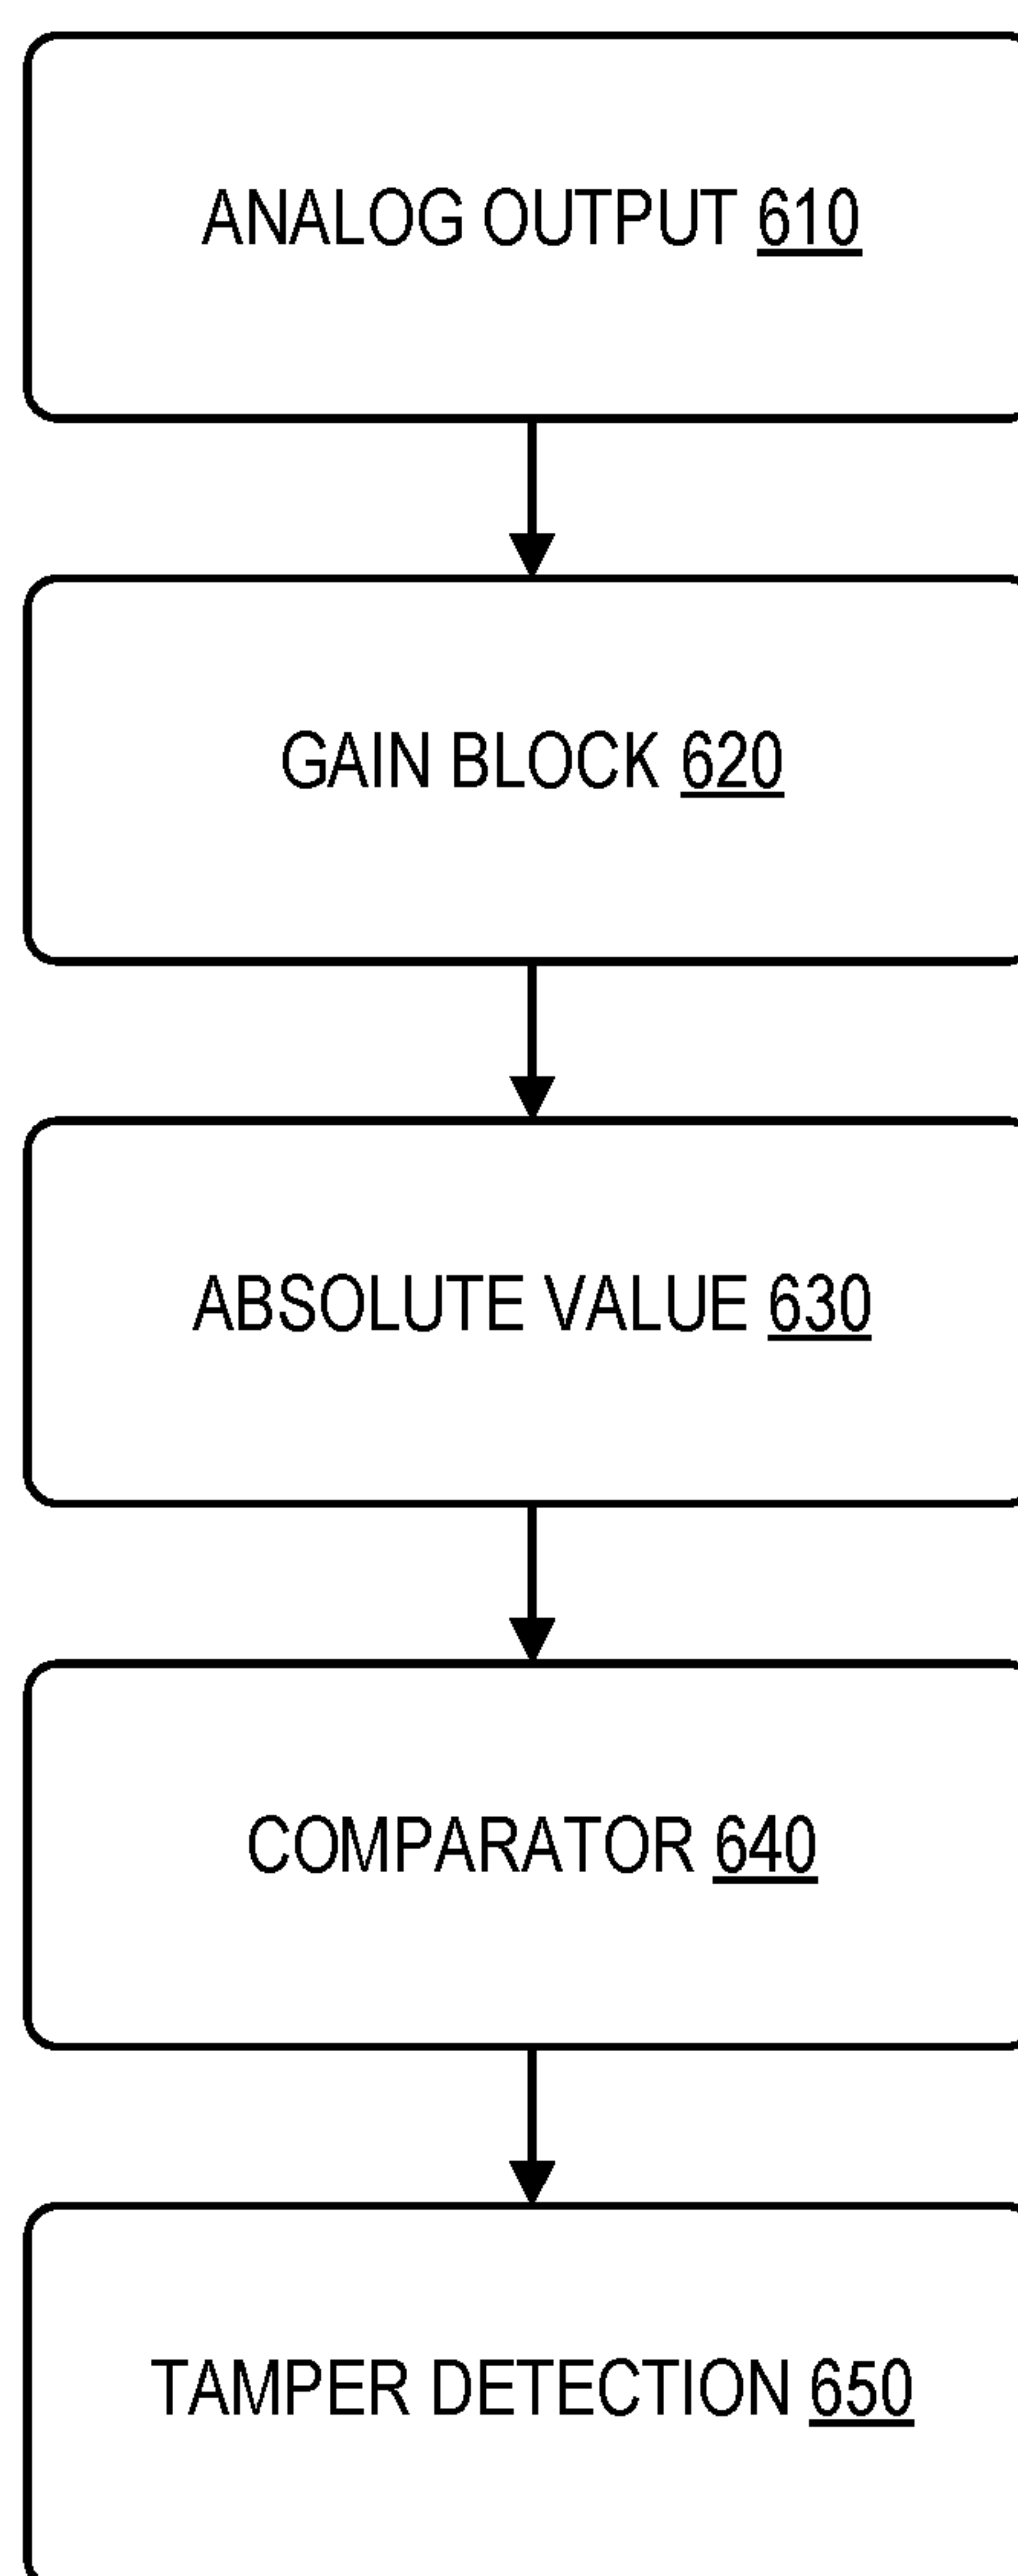 ANALOG OUTPUT 610
GAIN BLOCK 620
ABSOLUTE VALUE 630
COMPARATOR 640
TAMPER DETECTION 650